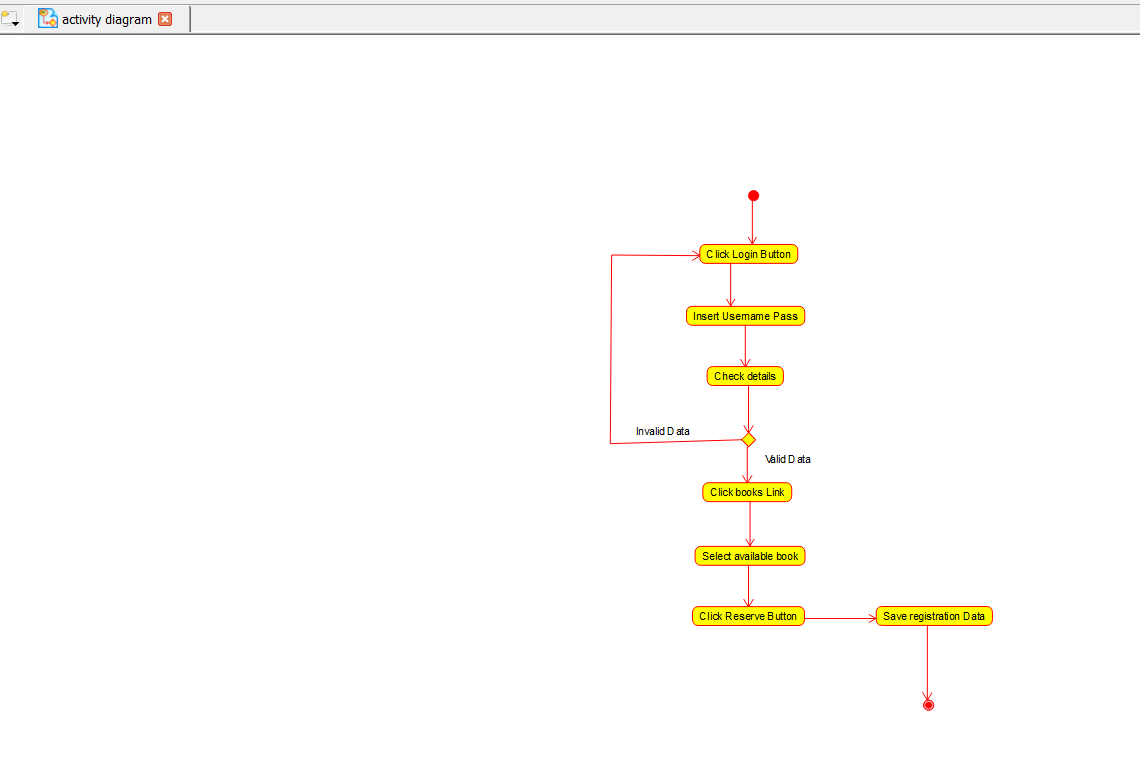 activity diagram
Click Login Button
Insert Username Pass
Check details
Invalid Data
Valid Data
Click books Link
Select available book
Click Reserve Button
Save registration Data